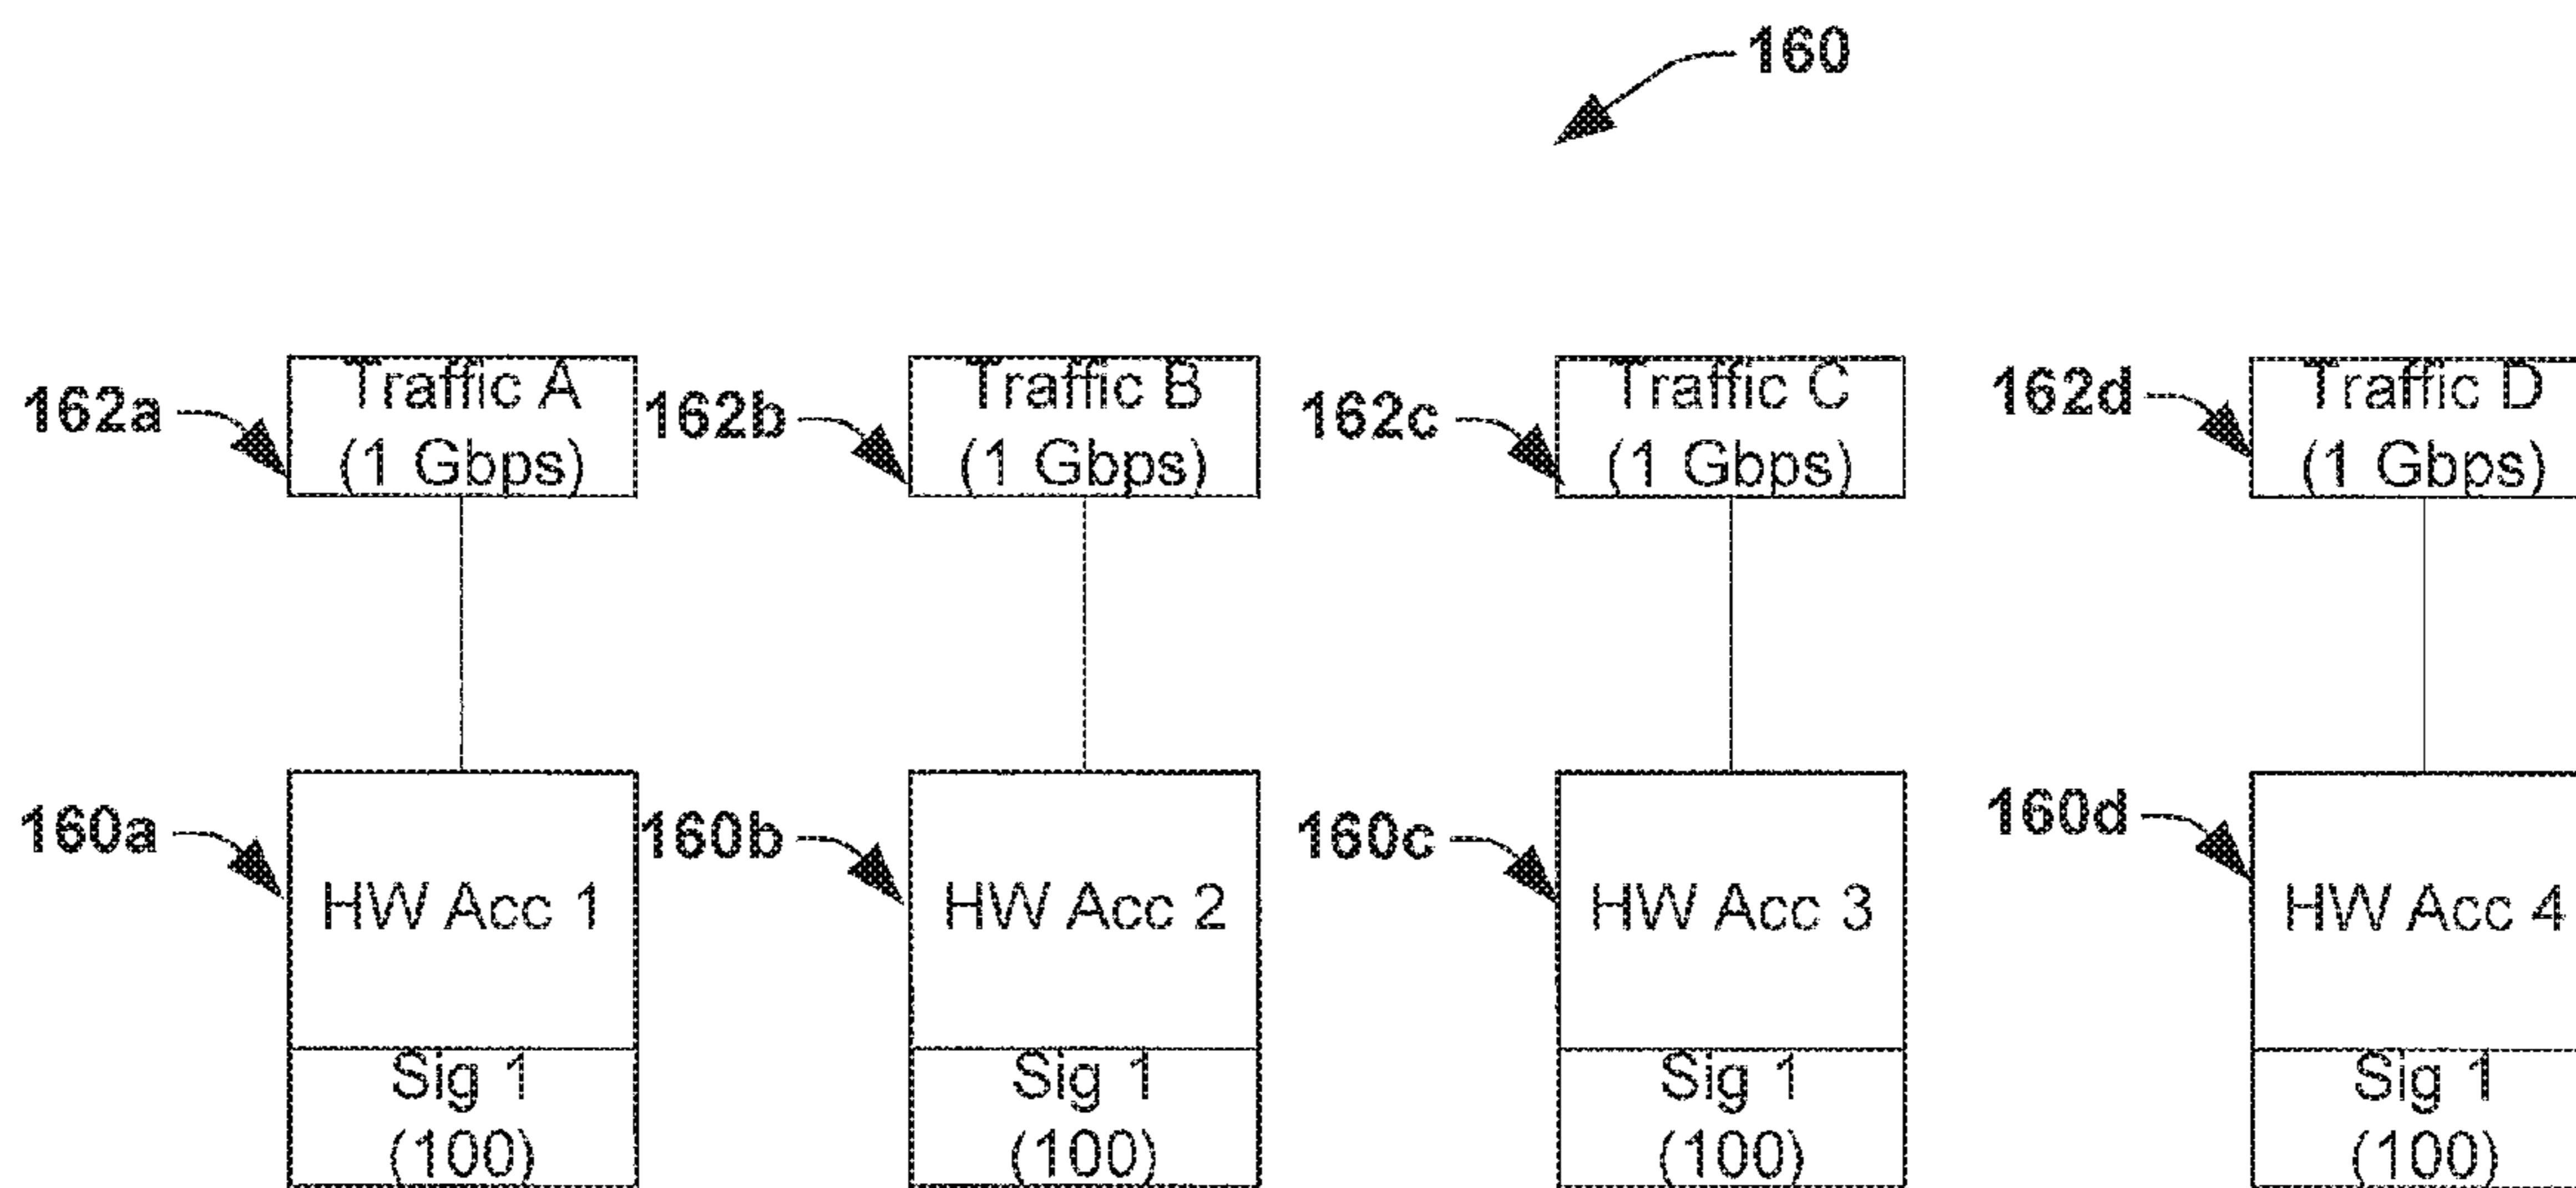 160
162a
Traffic A
(1 Gbps)
162b
Traffic B
(1 Gbps)
162c
Traffic C
(1 Gbps)
162d
Traffic D
(1 Gbps)
160a
HW Acc 1
160b
HW Acc 2
160c
HW Acc 3
160d
HW Acc 4
Sig 1
(100)
Sig 1
(100)
Sig 1
(100)
Sig 1
(100)